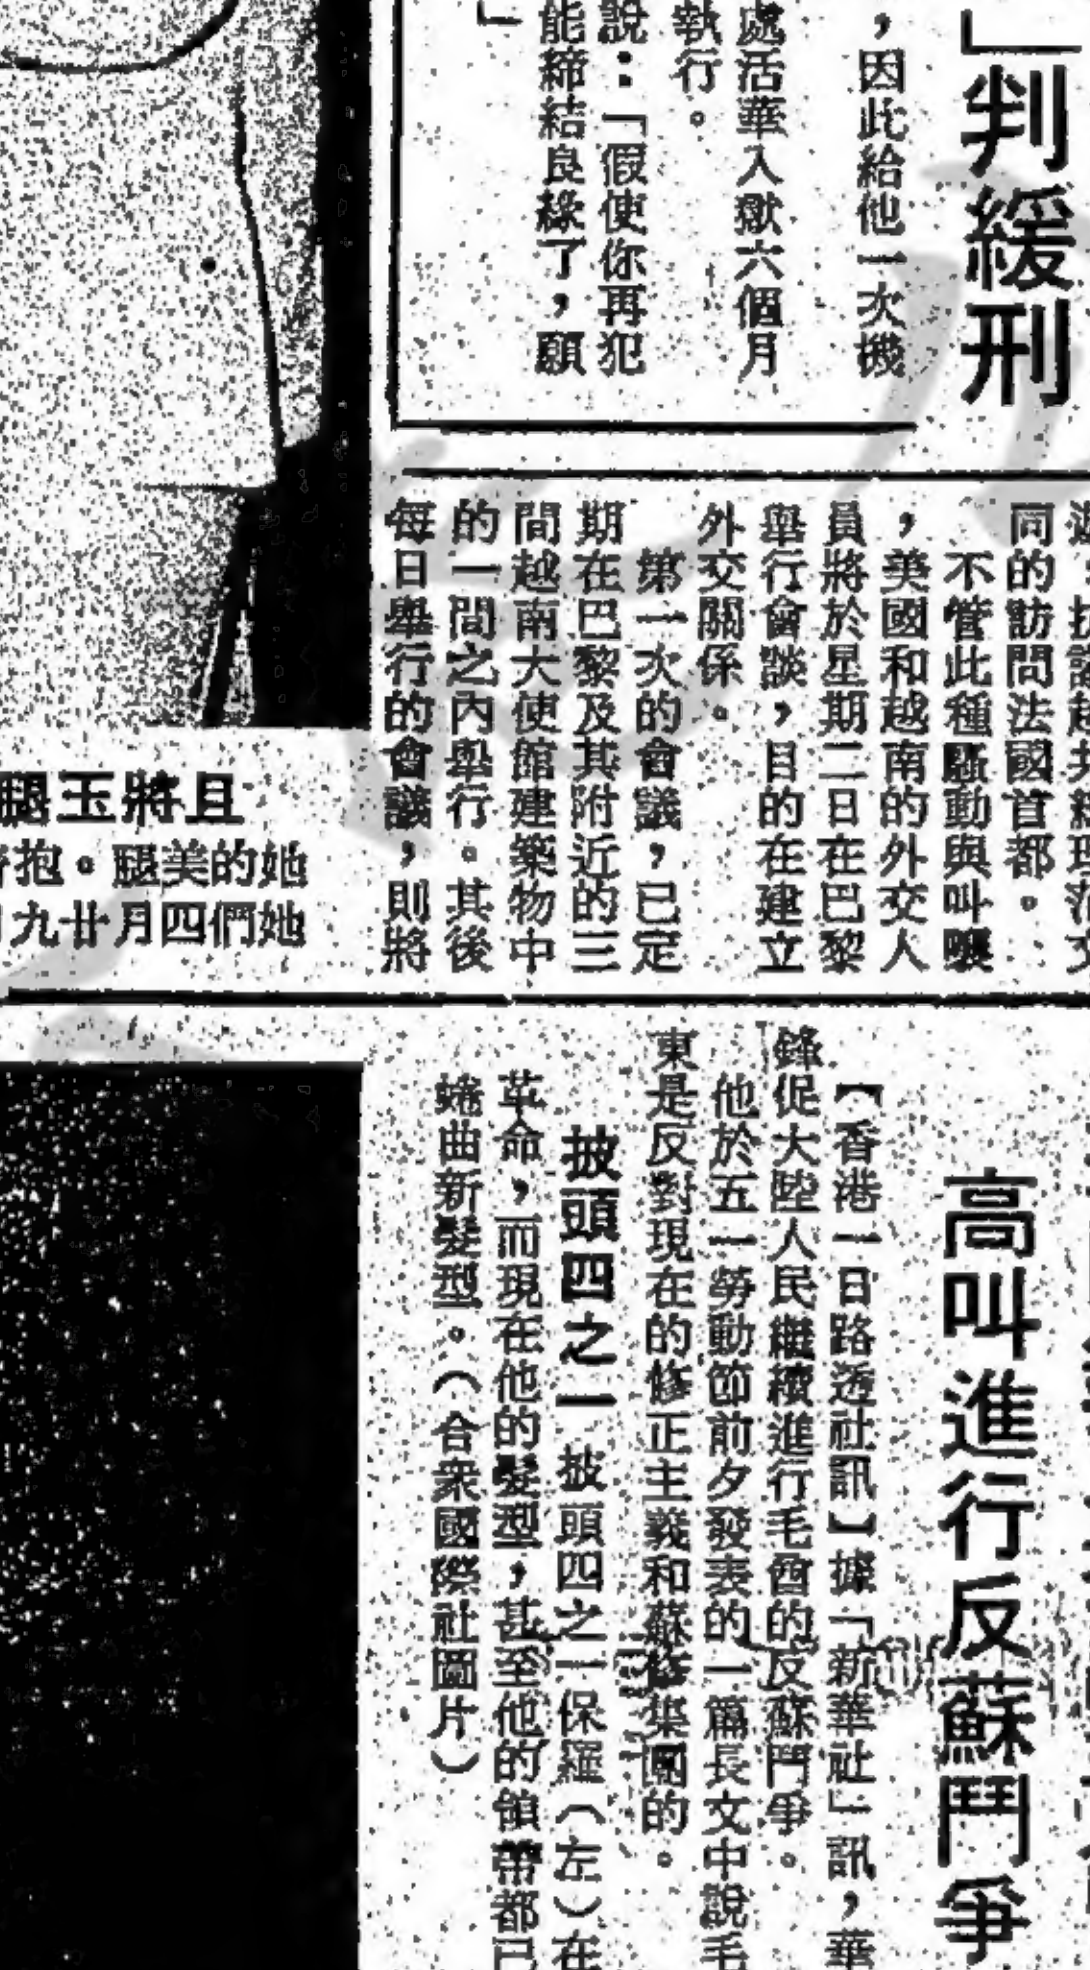 」判緩刑
，因此給他一次機
處活華入獄六個月
執行。
說：「假使你再犯
能締結良緣了，願
」
同的訪問法國首都。
不管此種騷動與叫嚷
，美國和越南的外交人
員將於星期二日在巴黎
舉行會談，目的在建立
外交關係。
第一次的會議，已定
期在巴黎及其附近的三
間越南大使館建築物中
的一間之內舉行。其後
每日舉行的會議，則將
且將玉腿
她的美腿。抱
她們四月廿九
高叫進行反蘇鬥爭
【香港一日路透社訊】據「新華社」訊，華
鋒促大陸人民繼續進行毛酋的反蘇鬥爭。
他於五一勞動節前夕發表的一篇長文中說毛
東是反對現在的修正主義和蘇修集團的。
披頭四之一 披頭四之一保羅（左）在
革命，而現在他的髮型，甚至他的領帶都已
蜷曲新髮型。（合衆國際社圖片）